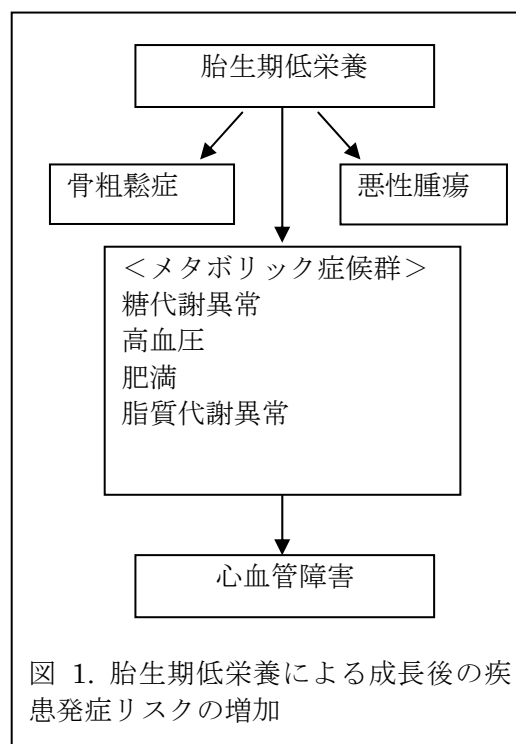 胎生期低栄養
骨粗鬆症
悪性腫瘍
＜メタボリック症候群＞
糖代謝異常
高血圧
肥満
脂質代謝異常
心血管障害
図 1. 胎生期低栄養による成長後の疾
患発症リスクの増加